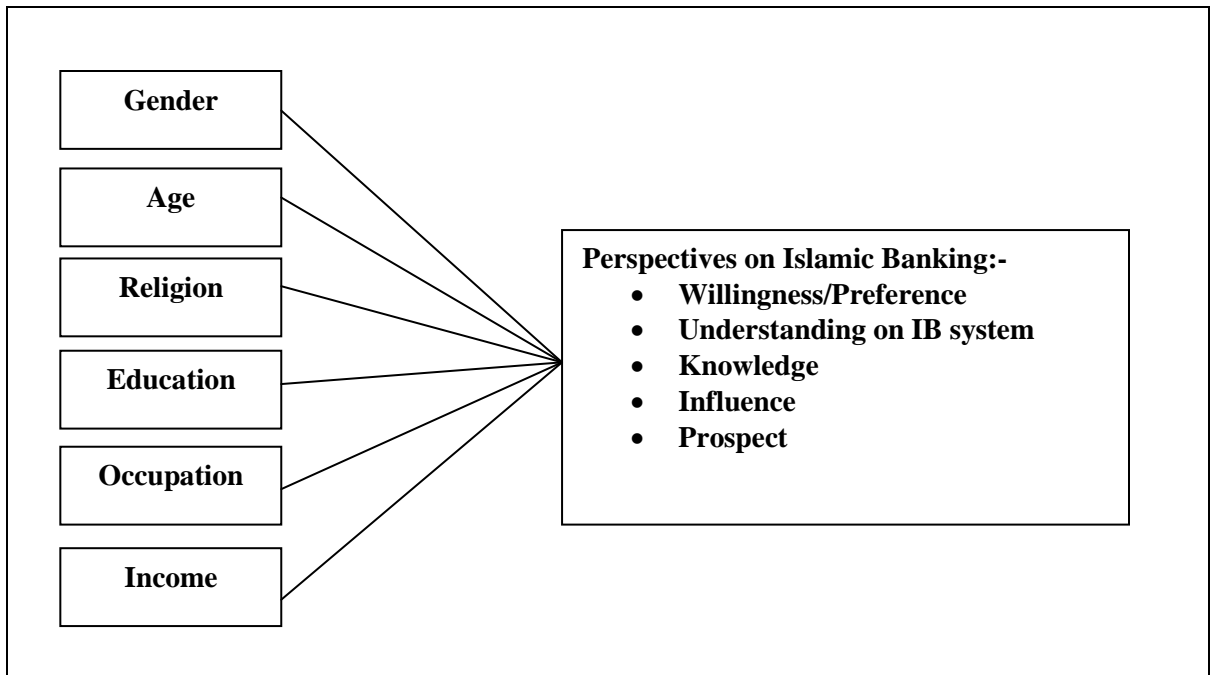 Gender
Age
Religion
Education
Occupation
Income
Perspectives on Islamic Banking:-
• Willingness/Preference
• Understanding on IB system
• Knowledge
• Influence
• Prospect